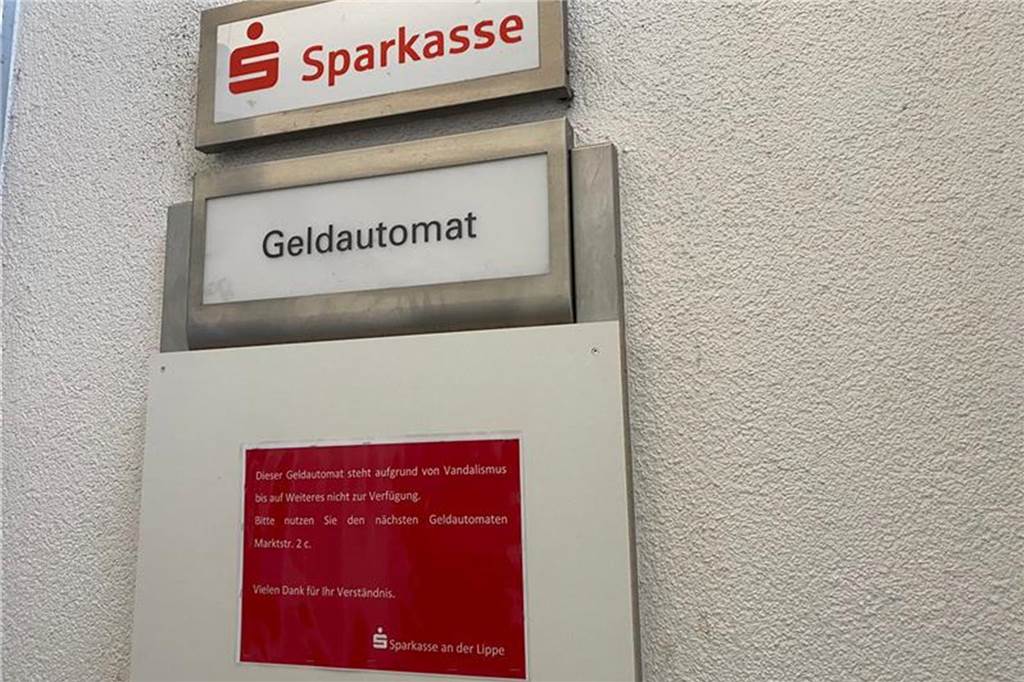 Sparkasse
Geldautomat
Dieser Geldautomat steht aufgrund von Vandalismus
bis auf Weiteres nicht zur Verfügung.
Bitte nutzen Sie den nächsten Geldautomaten
Marktstr. 2 c.
Vielen Dank für Ihr Verständnis.
Sparkasse an der Lippe